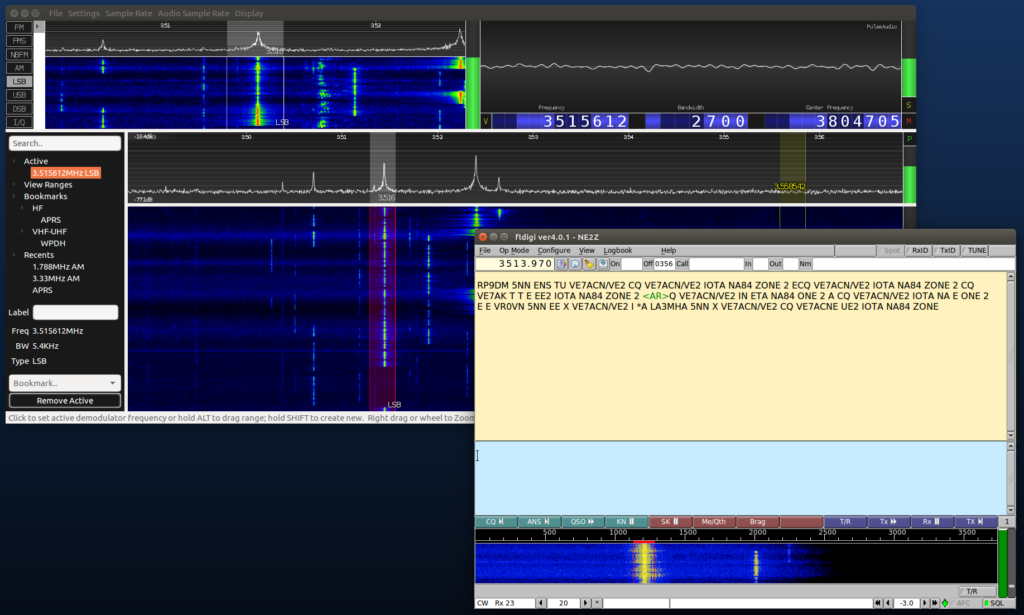 File Settings Sample Rate Audio Sample Rate Display
FM
FMS
NBFM
AM
LSB
USB
DSB
I/Q
3.516
LSB
PulseAudio
Frequency Bandwidth Center Frequency
V 3515612 2700 3804705
S
M
P
Search..
Active
3.515612MHz LSB
View Ranges
Bookmarks
HF
APRS
VHF-UHF
WPDH
Recents
1.788MHz AM
3.33MHz AM
APRS
Label
Freq 3.515612MHz
BW 5.4KHz
Type LSB
Bookmark..
Remove Active
350 351 352 353 354 355 356
3.516
3.558542
LSB
Click to set active demodulator frequency or hold ALT to drag range; hold SHIFT to create new. Right drag or wheel to Zoom
fldigi ver4.0.1 - NE2Z
File Op Mode Configure View Logbook Help
Spot RxID TxID TUNE
3513.970 On Off 0356 Call In Out Nm
RP9DM 5NN ENS TU VE7ACN/VE2 CQ VE7ACN/VE2 IOTA NA84 ZONE 2 ECQ VE7ACN/VE2 IOTA NA84 ZONE 2 CQ
VE7AK T T E EE2 IOTA NA84 ZONE 2 <AR>Q VE7ACN/VE2 IN ETA NA84 ONE 2 A CQ VE7ACN/VE2 IOTA NA E ONE 2
E E VR0VN 5NN EE X VE7ACN/VE2 I *A LA3MHA 5NN X VE7ACN/VE2 CQ VE7ACNE UE2 IOTA NA84 ZONE
CQ ANS QSO KN SK Me/Qth Brag T/R Tx Rx TX 1
500 1000 1500 2000 2500 3000 3500
T/R
CW Rx 23 20 * -3.0 AFC SQL